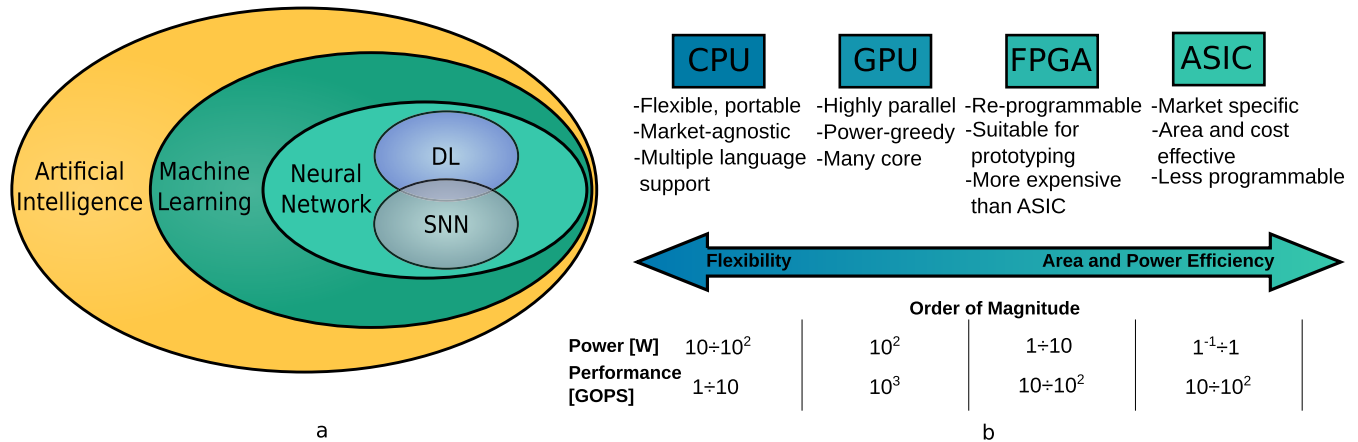 Artificial
Intelligence
Machine
Learning
Neural
Network
DL
SNN
a
CPU
-Flexible, portable
-Market-agnostic
-Multiple language
support
GPU
-Highly parallel
-Power-greedy
-Many core
FPGA
-Re-programmable
-Suitable for
prototyping
-More expensive
than ASIC
ASIC
-Market specific
-Area and cost
effective
-Less programmable
Flexibility
Area and Power Efficiency
Order of Magnitude
Power [W] 10÷10² 10² 1÷10 1⁻¹÷1
Performance
[GOPS] 1÷10 10³ 10÷10² 10÷10²
b